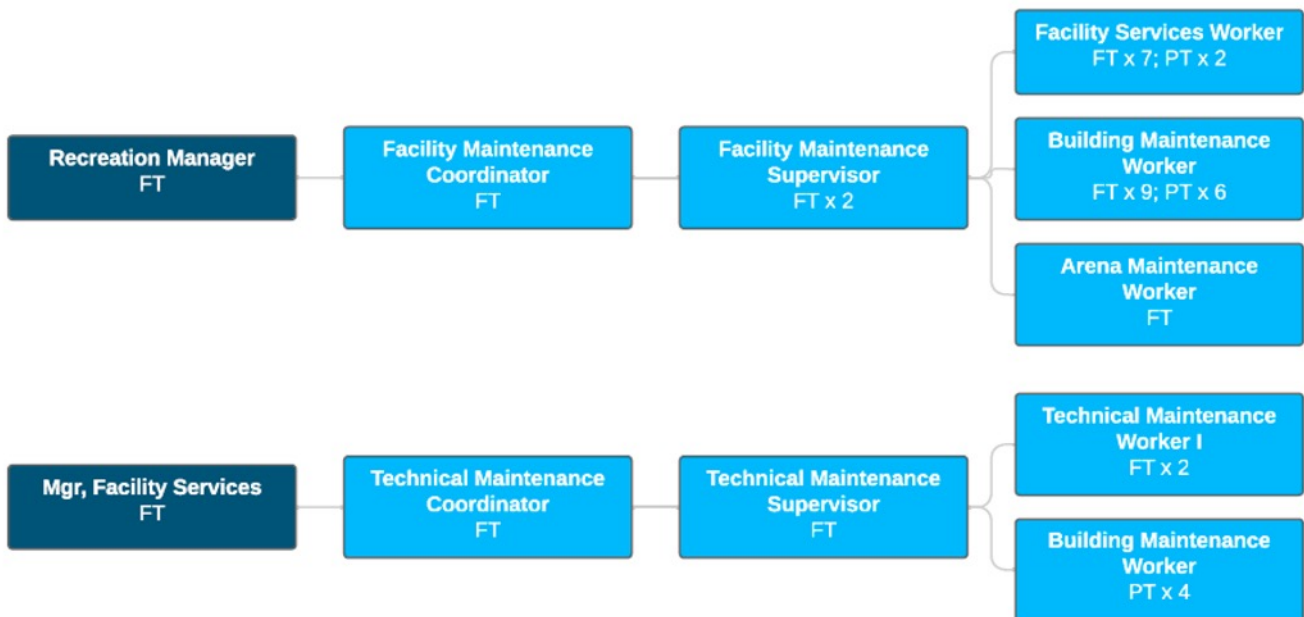 Recreation Manager
FT
Facility Maintenance
Coordinator
FT
Facility Maintenance
Supervisor
FT x 2
Facility Services Worker
FT x 7; PT x 2
Building Maintenance
Worker
FT x 9; PT x 6
Arena Maintenance
Worker
FT
Mgr, Facility Services
FT
Technical Maintenance
Coordinator
FT
Technical Maintenance
Supervisor
FT
Technical Maintenance
Worker I
FT x 2
Building Maintenance
Worker
PT x 4